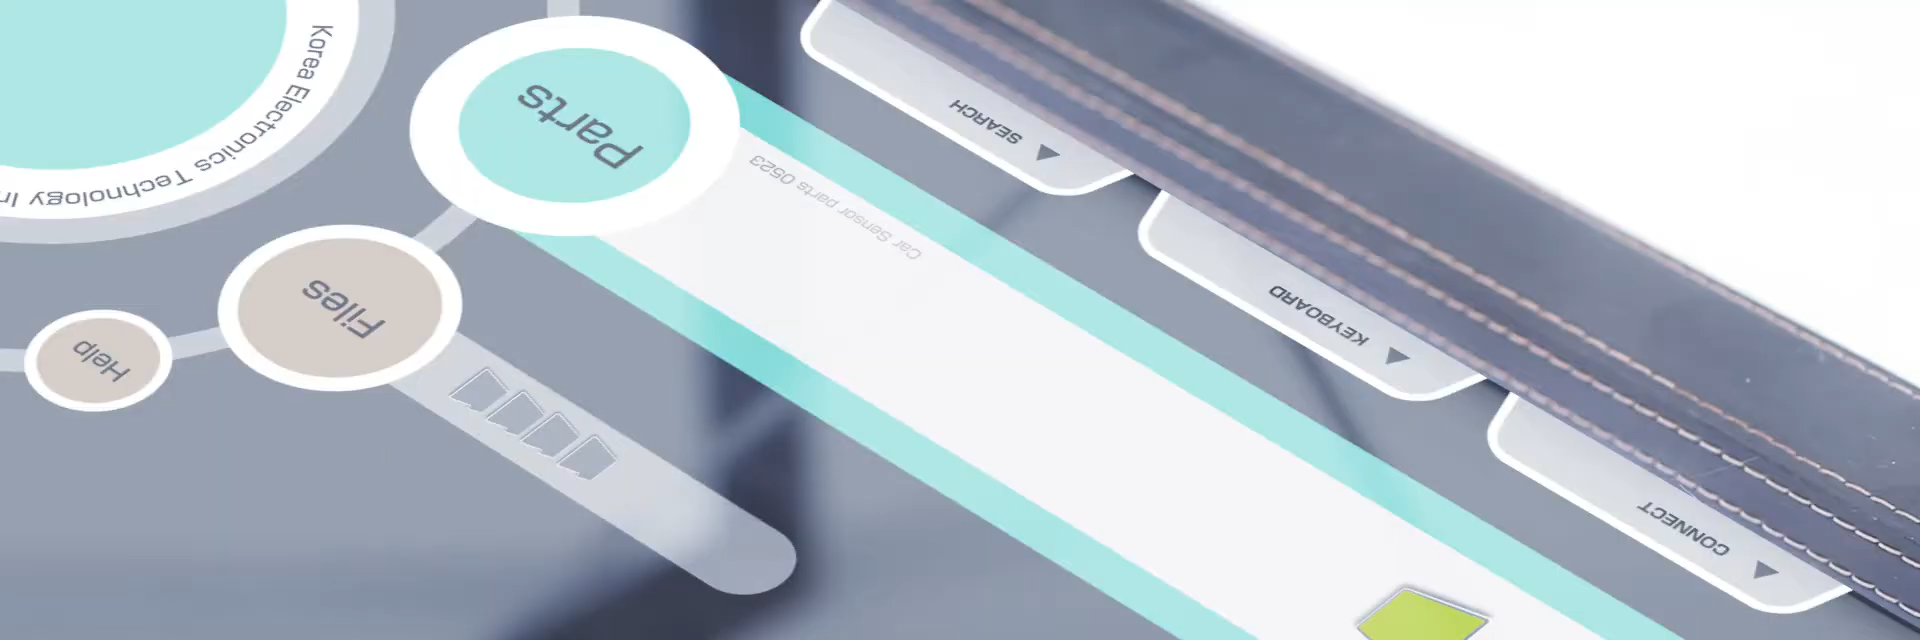 Korea Electronics Technology In
Parts
Car Sensor parts 0523
Files
Help
SEARCH
KEYBOARD
CONNECT